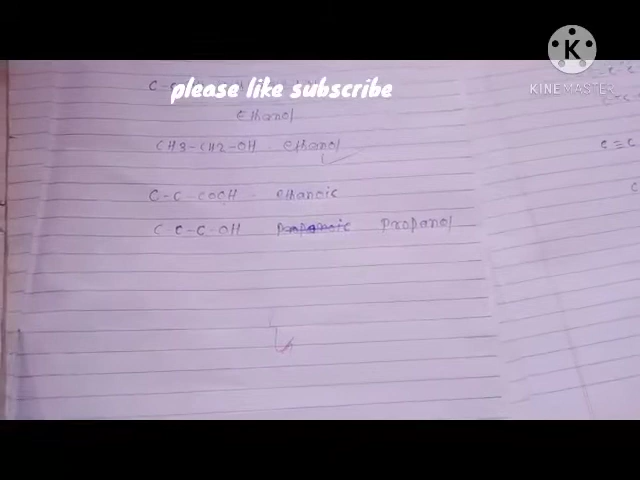 K
KINEMASTER
please like subscribe
Ethanol
CH3-CH2-OH ethanol
C≡C
C-C-COOH - ethanoic
C
C-C-C-OH Propanol